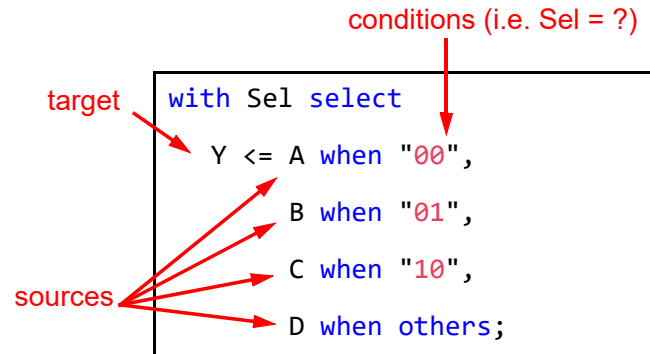 conditions (i.e. Sel = ?)
target
with Sel select
Y <= A when "00",
B when "01",
C when "10",
sources
D when others;